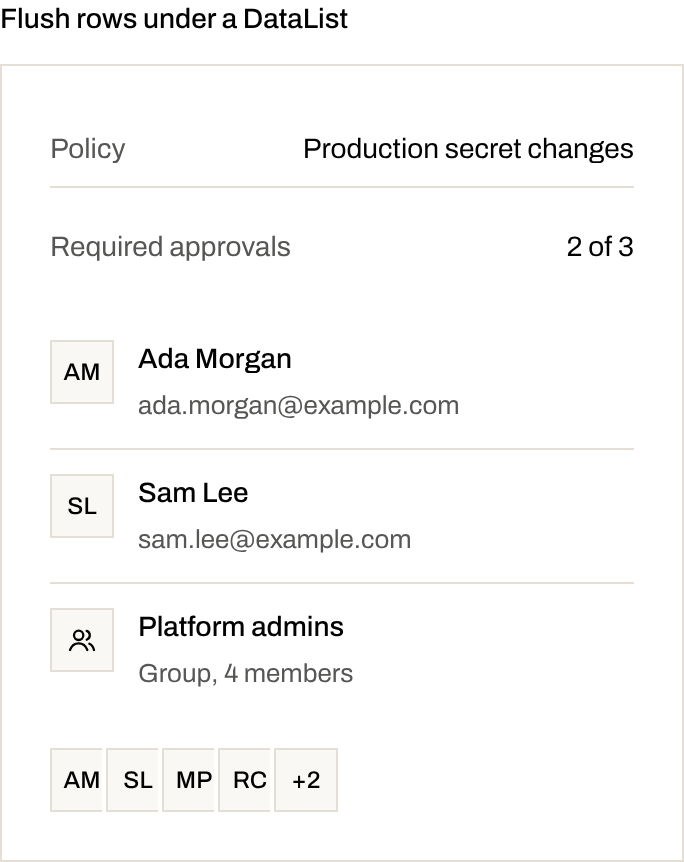 Flush rows under a DataList
Policy Production secret changes
Required approvals 2 of 3
AM Ada Morgan
ada.morgan@example.com
SL Sam Lee
sam.lee@example.com
Platform admins
Group, 4 members
AM SL MP RC +2